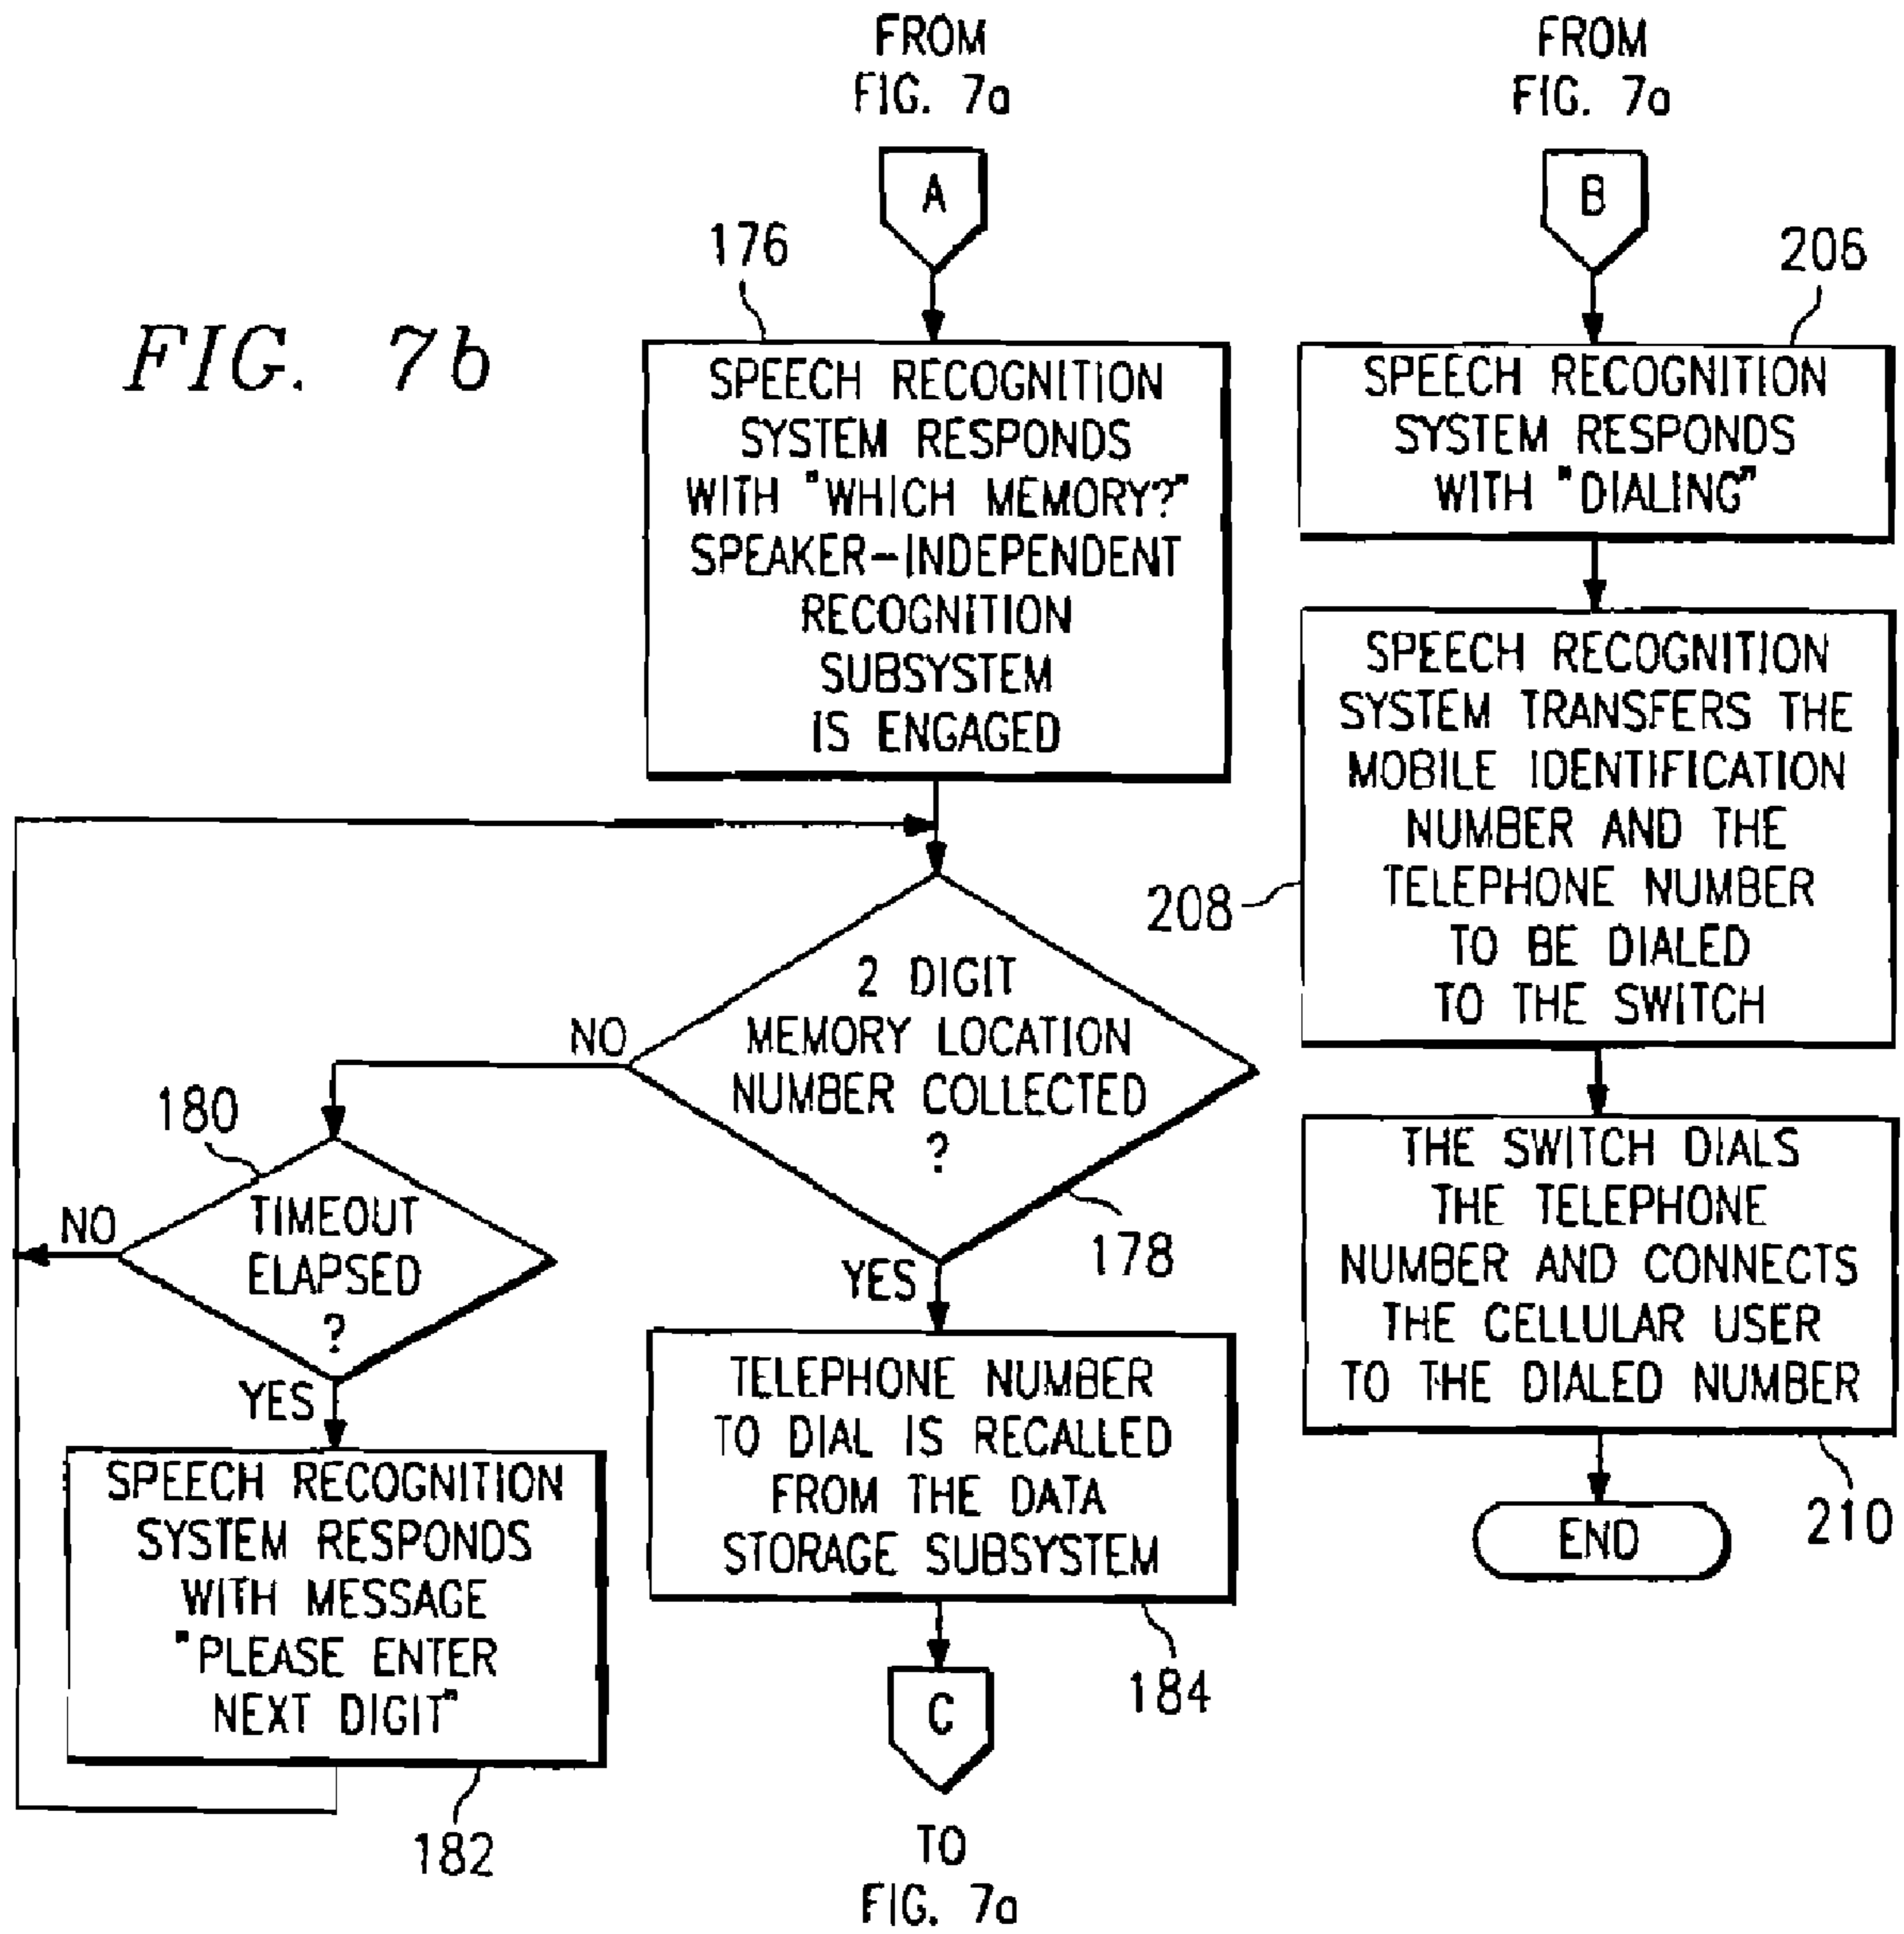 FIG. 7b
FROM
FIG. 7a
A
176
SPEECH RECOGNITION
SYSTEM RESPONDS
WITH "WHICH MEMORY?"
SPEAKER-INDEPENDENT
RECOGNITION
SUBSYSTEM
IS ENGAGED
2 DIGIT
MEMORY LOCATION
NUMBER COLLECTED
?
178
NO
YES
180
TIMEOUT
ELAPSED
?
NO
YES
SPEECH RECOGNITION
SYSTEM RESPONDS
WITH MESSAGE
"PLEASE ENTER
NEXT DIGIT"
182
TELEPHONE NUMBER
TO DIAL IS RECALLED
FROM THE DATA
STORAGE SUBSYSTEM
184
C
TO
FIG. 7a
FROM
FIG. 7a
B
206
SPEECH RECOGNITION
SYSTEM RESPONDS
WITH "DIALING"
SPEECH RECOGNITION
SYSTEM TRANSFERS THE
MOBILE IDENTIFICATION
NUMBER AND THE
TELEPHONE NUMBER
TO BE DIALED
TO THE SWITCH
208
THE SWITCH DIALS
THE TELEPHONE
NUMBER AND CONNECTS
THE CELLULAR USER
TO THE DIALED NUMBER
210
END